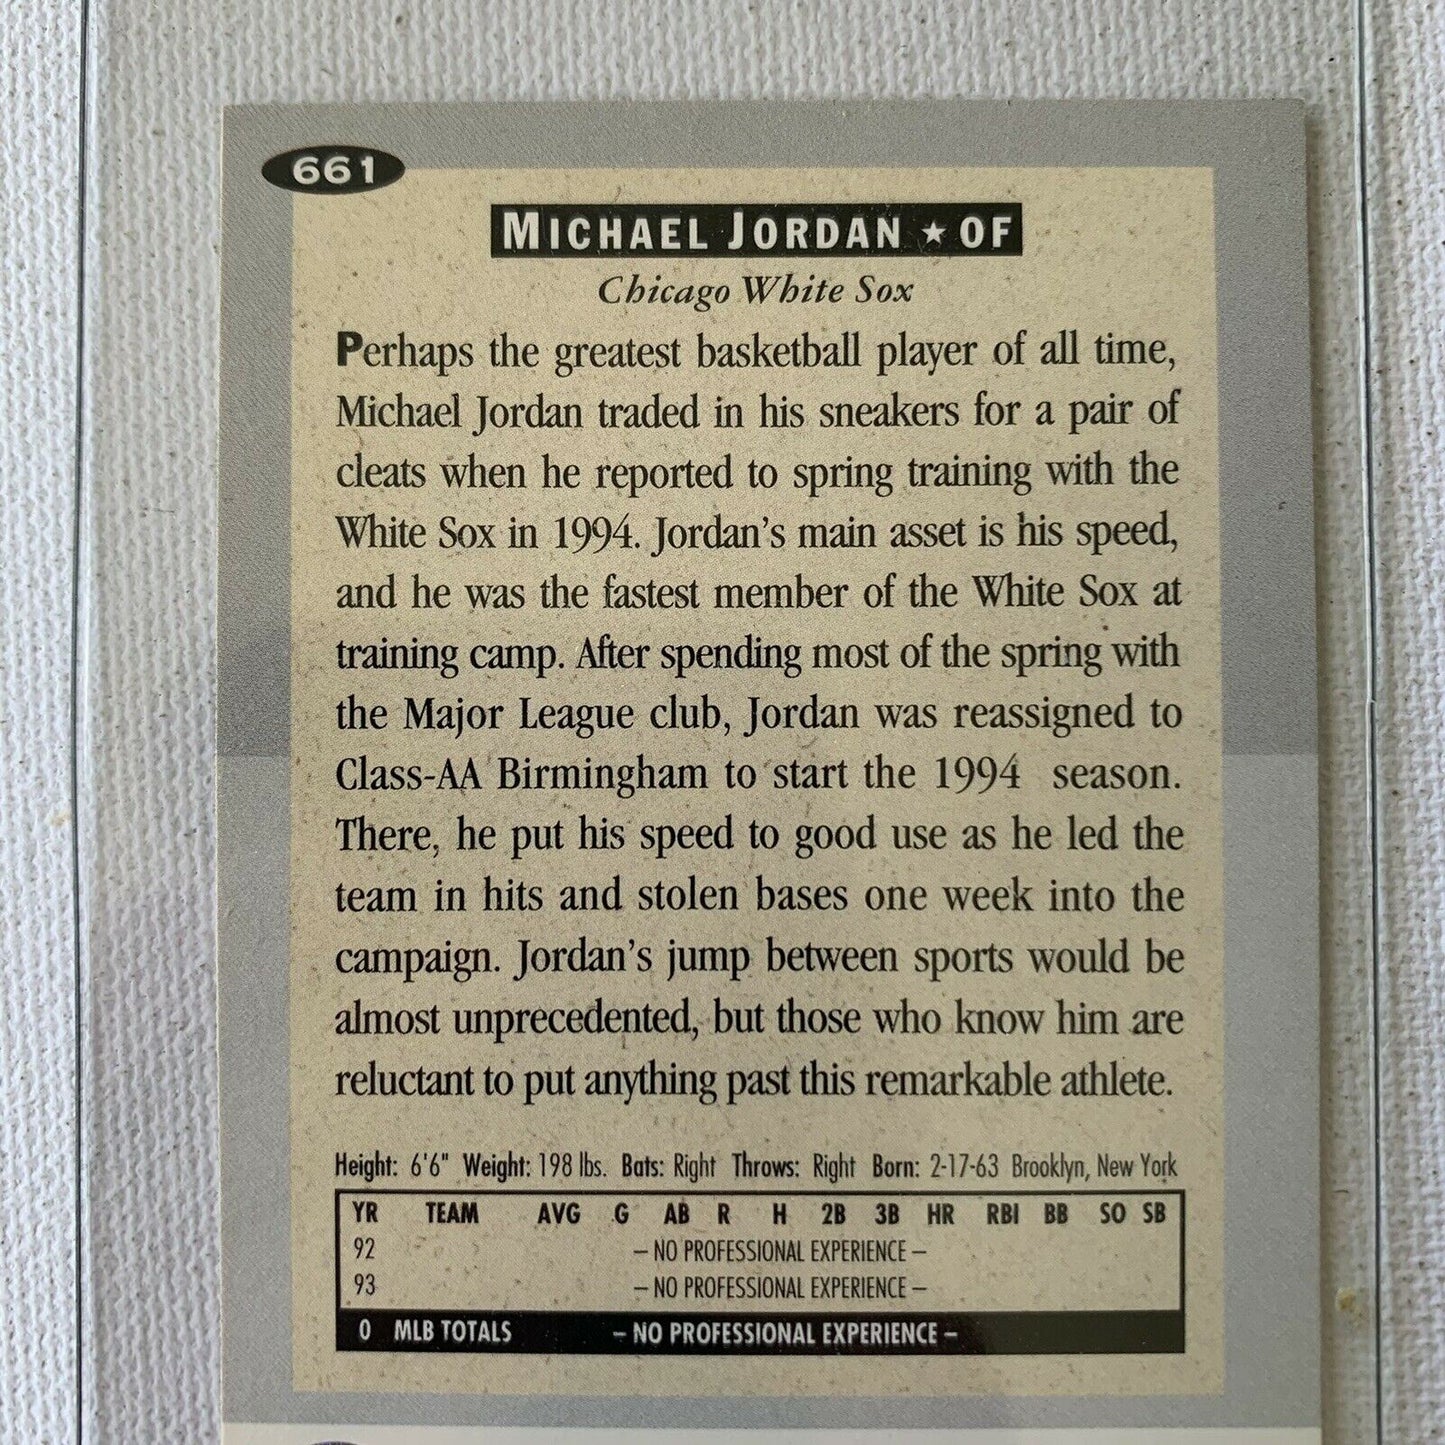 661
MICHAEL JORDAN ★ OF
Chicago White Sox
Perhaps the greatest basketball player of all time,
Michael Jordan traded in his sneakers for a pair of
cleats when he reported to spring training with the
White Sox in 1994. Jordan's main asset is his speed,
and he was the fastest member of the White Sox at
training camp. After spending most of the spring with
the Major League club, Jordan was reassigned to
Class-AA Birmingham to start the 1994 season.
There, he put his speed to good use as he led the
team in hits and stolen bases one week into the
campaign. Jordan's jump between sports would be
almost unprecedented, but those who know him are
reluctant to put anything past this remarkable athlete.
Height: 6'6" Weight: 198 lbs. Bats: Right Throws: Right Born: 2-17-63 Brooklyn, New York
YR TEAM AVG G AB R H 2B 3B HR RBI BB SO SB
92 – NO PROFESSIONAL EXPERIENCE –
93 – NO PROFESSIONAL EXPERIENCE –
0 MLB TOTALS – NO PROFESSIONAL EXPERIENCE –